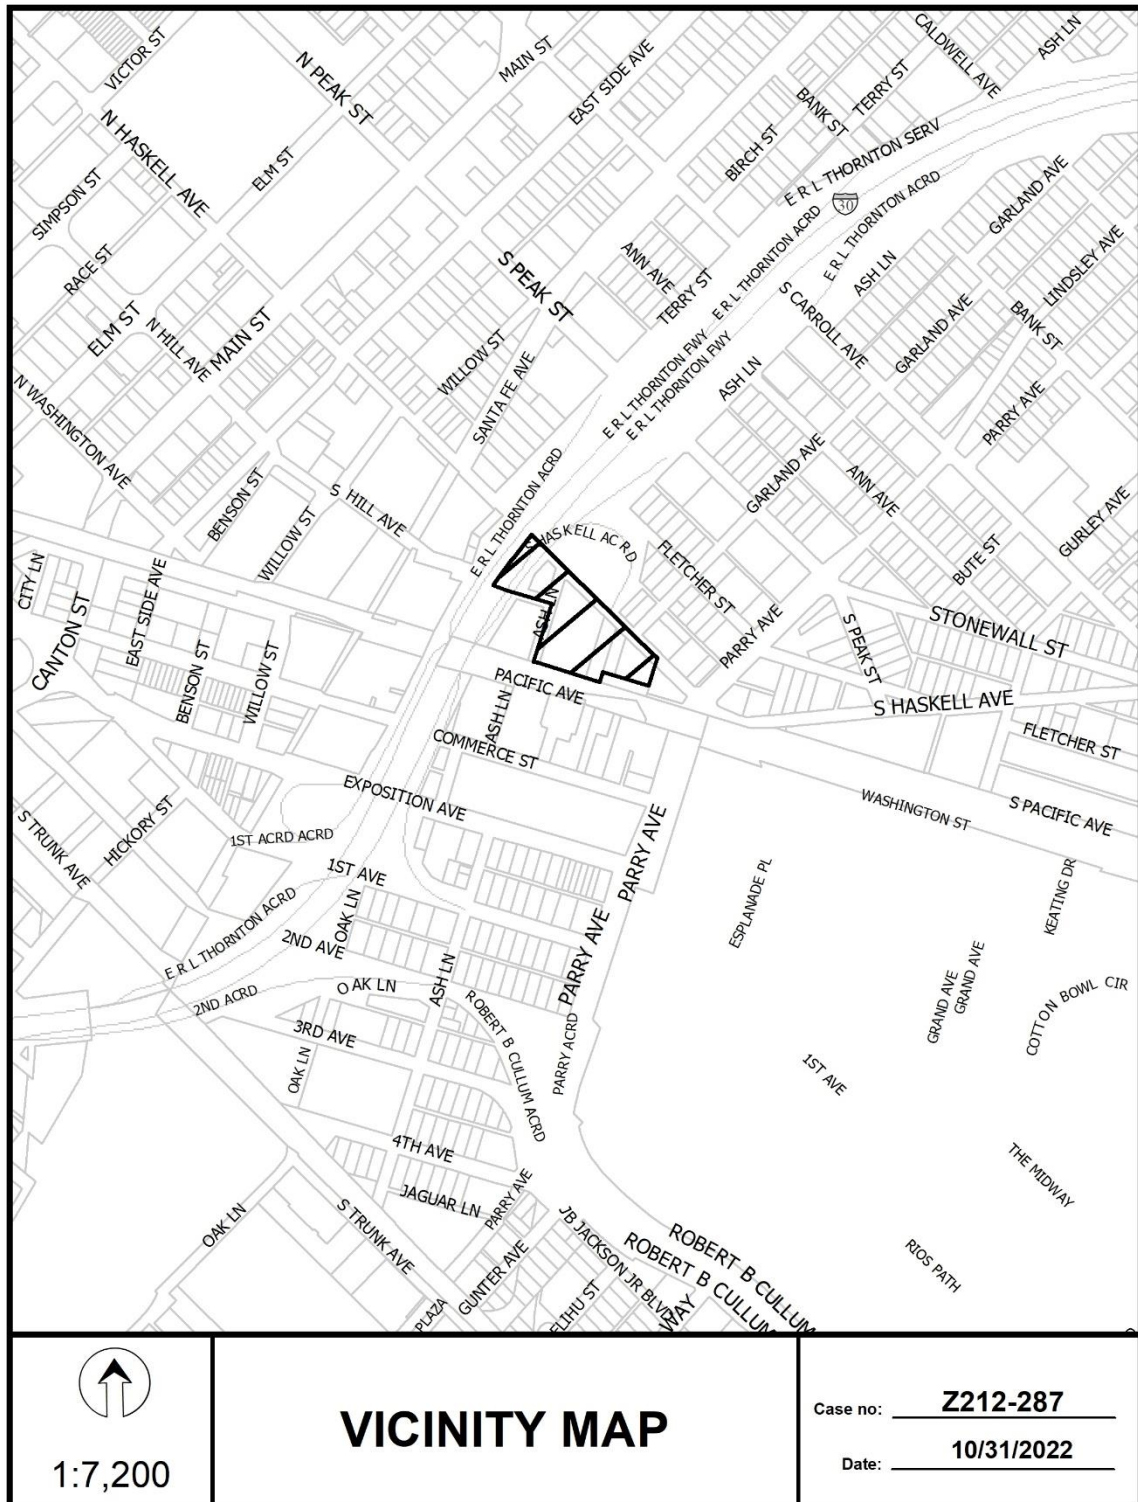 VICTOR ST
N PEAK ST
MAIN ST
EAST SIDE AVE
CALDWELL AVE
ASH LN
N HASKELL AVE
ELM ST
BANK ST
TERRY ST
BIRCH ST
E R L THORNTON SERV
SIMPSON ST
RACE ST
30
E R L THORNTON ACRD
E R L THORNTON ACRD
GARLAND AVE
LINDSLEY AVE
S PEAK ST
ANN AVE
TERRY ST
ASH LN
S CARROLL AVE
GARLAND AVE
BANK ST
ELM ST
N HILL AVE
MAIN ST
WILLOW ST
SANTA FE AVE
E R L THORNTON FWY
E R L THORNTON FWY
ASH LN
PARRY AVE
N WASHINGTON AVE
BENSON ST
WILLOW ST
S HILL AVE
E R L THORNTON ACRD
GARLAND AVE
ANN AVE
GURLEY AVE
HASKELL AC RD
FLETCHER ST
BUTE ST
CITY LN
CANTON ST
EAST SIDE AVE
BENSON ST
WILLOW ST
ASH LN
PARRY AVE
S PEAK ST
STONEWALL ST
PACIFIC AVE
ASH LN
S HASKELL AVE
COMMERCE ST
FLETCHER ST
EXPOSITION AVE
WASHINGTON ST
S PACIFIC AVE
S TRUNK AVE
HICKORY ST
1ST ACRD ACRD
1ST AVE
PARRY AVE
ESPLANADE PL
KEATING DR
OAK LN
2ND AVE
E R L THORNTON ACRD
2ND ACRD
OAK LN
ASH LN
PARRY AVE
GRAND AVE
GRAND AVE
COTTON BOWL CIR
3RD AVE
ROBERT B CULLUM ACRD
PARRY ACRD
OAK LN
1ST AVE
4TH AVE
JAGUAR LN
PARRY AVE
THE MIDWAY
OAK LN
S TRUNK AVE
JB JACKSON JR BLVD
ROBERT B CULLUM
ROBERT B CULLUM
RIOS PATH
GUNTER AVE
PLAZA
ELIHU ST
WAY
1:7,200
VICINITY MAP
Case no: Z212-287
Date: 10/31/2022